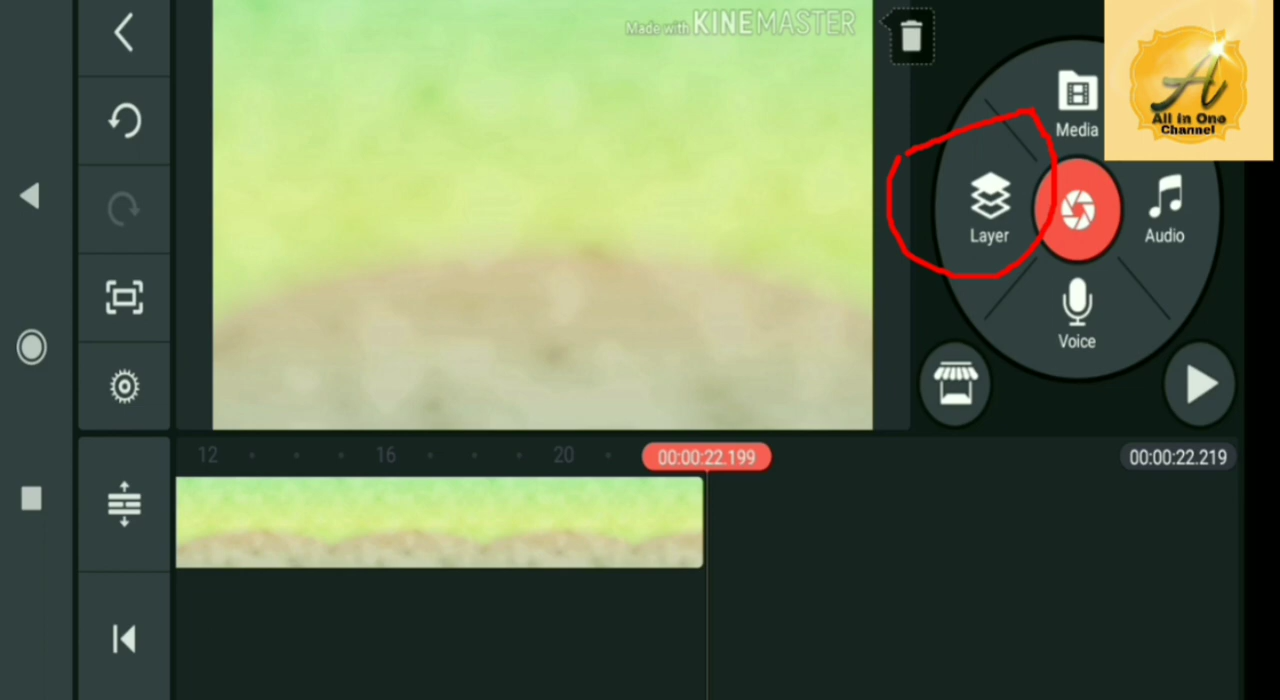 Made with KINEMASTER
Media
A
All in One
Channel
Layer
Audio
Voice
12
16
20
00:00:22.199
00:00:22.219